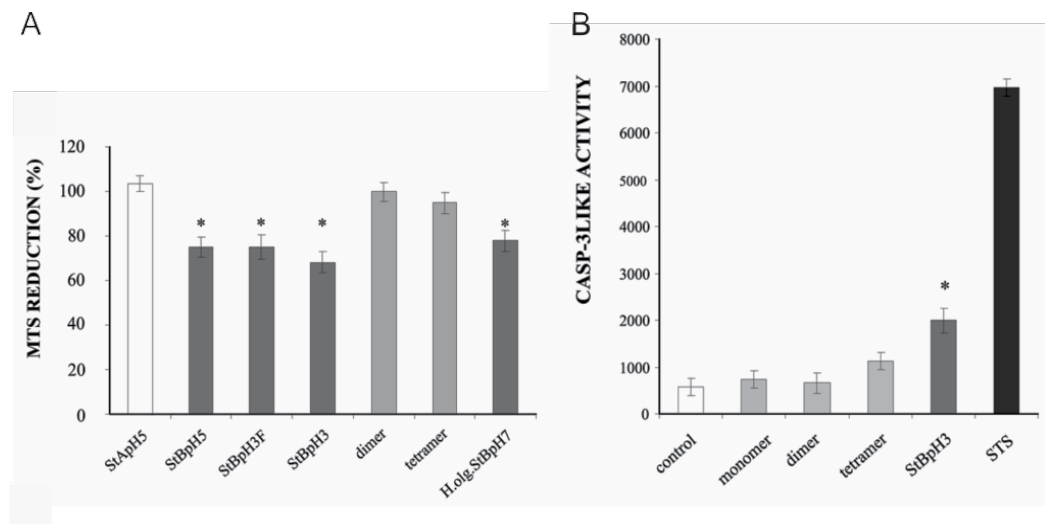 A
MTS REDUCTION (%)
120
100
80
60
40
20
0
* * * *
StApH5
StBpH5
StBpH3F
StBpH3
dimer
tetramer
H.olg.StBpH7
B
CASP-3LIKE ACTIVITY
8000
7000
6000
5000
4000
3000
2000
1000
0
*
control
monomer
dimer
tetramer
StBpH3
STS